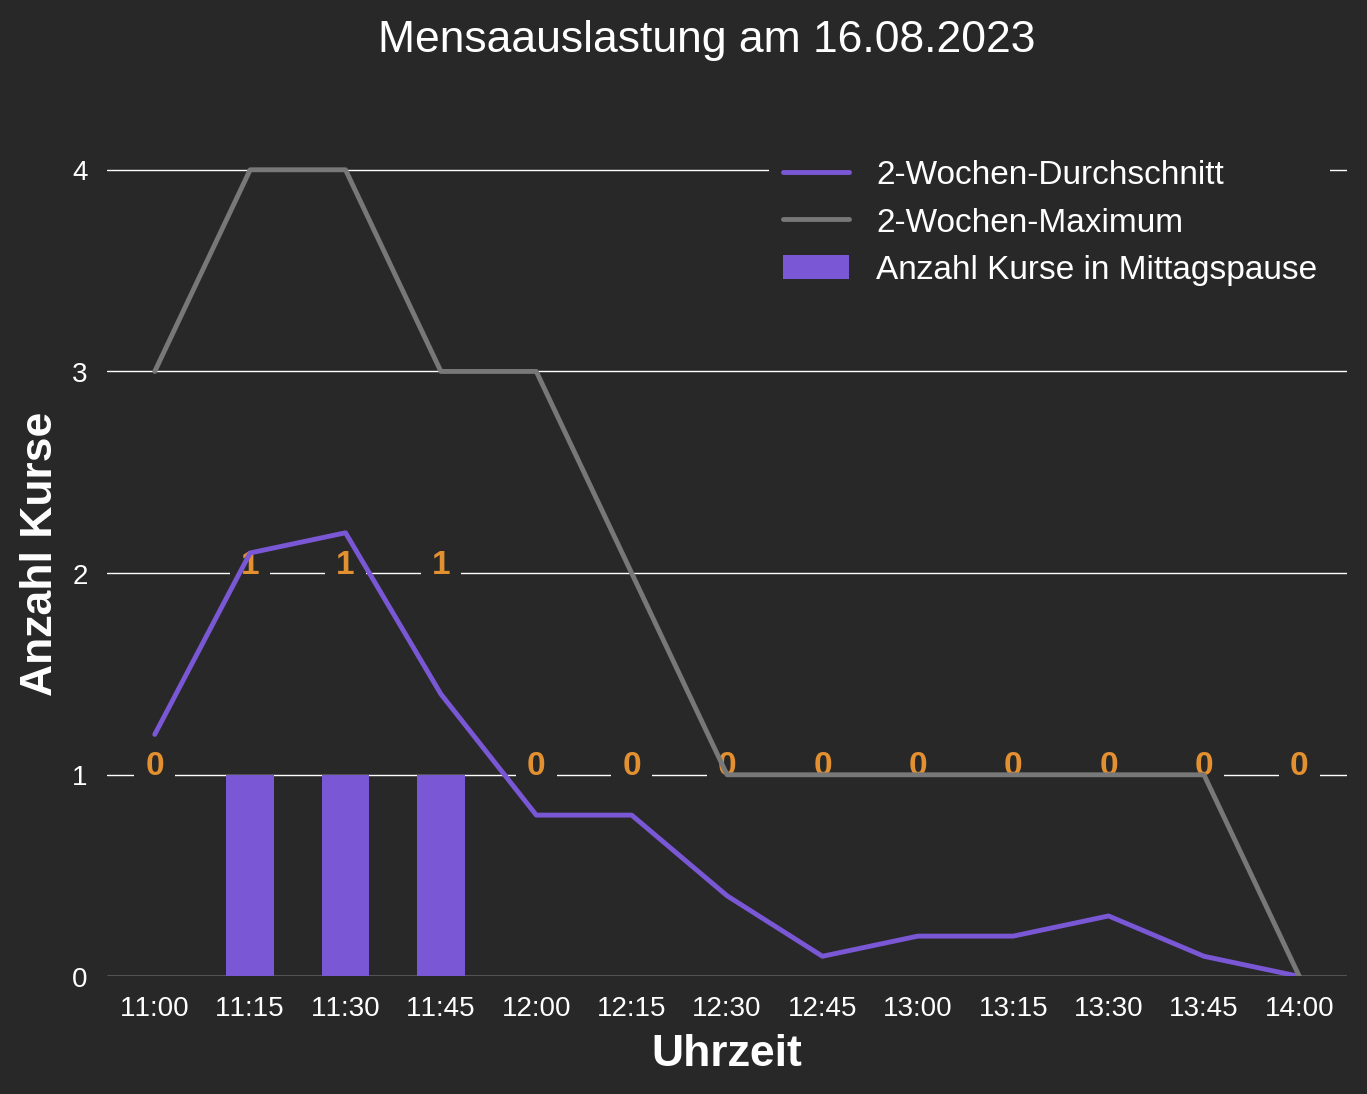 Mensaauslastung am 16.08.2023
2-Wochen-Durchschnitt
2-Wochen-Maximum
Anzahl Kurse in Mittagspause
Anzahl Kurse
4
3
2
1
0
1 1 1
0 0 0 0 0 0 0 0 0 0
11:00 11:15 11:30 11:45 12:00 12:15 12:30 12:45 13:00 13:15 13:30 13:45 14:00
Uhrzeit